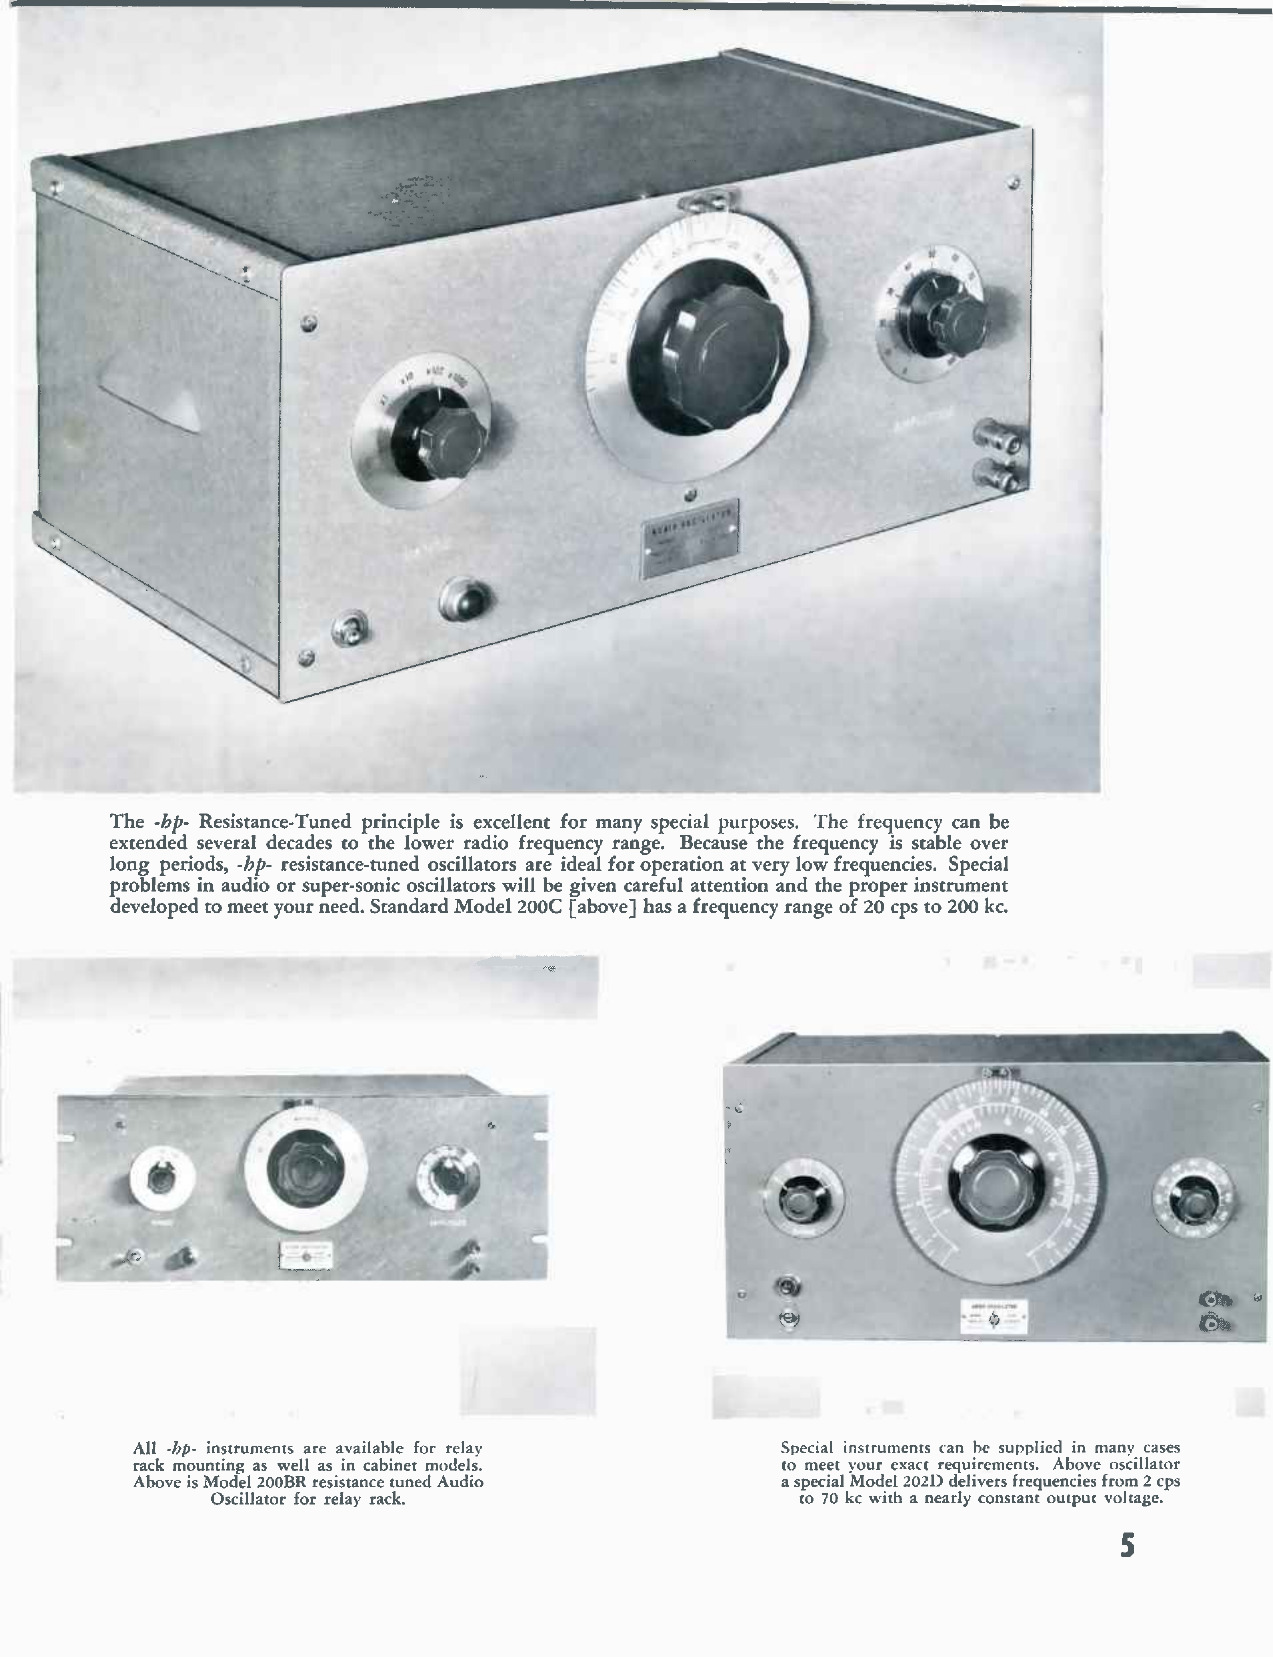 x1 x10 x100 x1000
AUDIO OSCILLATOR
AMPLITUDE
The -hp- Resistance-Tuned principle is excellent for many special purposes. The frequency can be
extended several decades to the lower radio frequency range. Because the frequency is stable over
long periods, -hp- resistance-tuned oscillators are ideal for operation at very low frequencies. Special
problems in audio or super-sonic oscillators will be given careful attention and the proper instrument
developed to meet your need. Standard Model 200C [above] has a frequency range of 20 cps to 200 kc.
All -hp- instruments are available for relay
rack mounting as well as in cabinet models.
Above is Model 200BR resistance tuned Audio
Oscillator for relay rack.
Special instruments can be supplied in many cases
to meet your exact requirements. Above oscillator
a special Model 202D delivers frequencies from 2 cps
to 70 kc with a nearly constant output voltage.
5